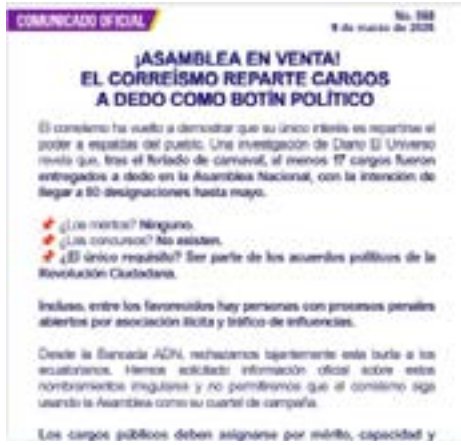 COMUNICADO OFICIAL
9 de marzo de 2025
¡ASAMBLEA EN VENTA!
EL CORREÍSMO REPARTE CARGOS
A DEDO COMO BOTÍN POLÍTICO
El correísmo ha vuelto a demostrar que su único interés es repartirse el
poder a espaldas del pueblo. Una investigación de Diario El Universo
revela que, tras el feriado de carnaval, al menos 17 cargos fueron
entregados a dedo en la Asamblea Nacional, con la intención de
llegar a 50 designaciones hasta mayo.
📌 ¿Los méritos? Ninguno.
📌 ¿Los concursos? No existen.
📌 ¿El único requisito? Ser parte de los acuerdos políticos de la
Revolución Ciudadana.
Incluso, entre los favorecidos hay personas con procesos penales
abiertos por asociación ilícita y tráfico de influencias.
Desde la Bancada ADN, rechazamos tajantemente esta burla a los
ecuatorianos. Hemos solicitado información oficial sobre estos
nombramientos irregulares y no permitiremos que el correísmo siga
usando la Asamblea como su cuartel de campaña.
Los cargos públicos deben asignarse por mérito, capacidad y